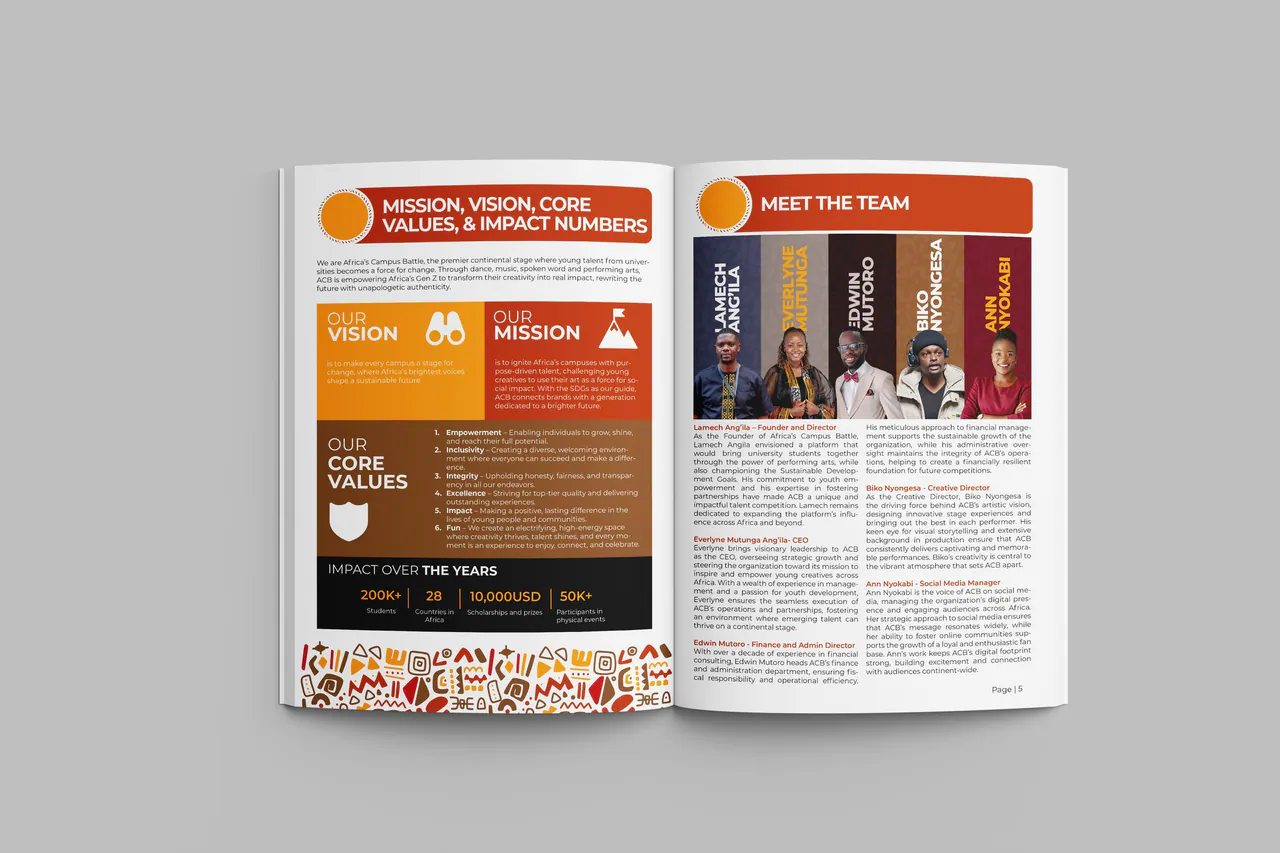 MISSION, VISION, CORE
VALUES, & IMPACT NUMBERS
We are Africa's Campus Battle, the premier continental stage where young talent from univer-
sities becomes a force for change. Through dance, music, spoken word and performing arts,
ACB is empowering Africa's Gen Z to transform their creativity into real impact, rewriting the
future with unapologetic authenticity.
OUR
VISION
is to make every campus a stage for
change, where Africa's brightest voices
shape a sustainable future
OUR
MISSION
is to ignite Africa's campuses with pur-
pose-driven talent, challenging young
creatives to use their art as a force for so-
cial impact. With the SDGs as our guide,
ACB connects brands with a generation
dedicated to a brighter future.
OUR
CORE
VALUES
1. Empowerment – Enabling individuals to grow, shine,
and reach their full potential.
2. Inclusivity – Creating a diverse, welcoming environ-
ment where everyone can succeed and make a differ-
ence.
3. Integrity – Upholding honesty, fairness, and transpar-
ency in all our endeavors.
4. Excellence – Striving for top-tier quality and delivering
outstanding experiences.
5. Impact – Making a positive, lasting difference in the
lives of young people and communities.
6. Fun – We create an electrifying, high-energy space
where creativity thrives, talent shines, and every mo-
ment is an experience to enjoy, connect, and celebrate.
IMPACT OVER THE YEARS
200K+
Students
28
Countries in
Africa
10,000USD
Scholarships and prizes
50K+
Participants in
physical events
MEET THE TEAM
LAMECH
ANG'ILA
EVERLYNE
MUTUNGA
EDWIN
MUTORO
BIKO
NYONGESA
ANN
NYOKABI
Lamech Ang'ila – Founder and Director
As the Founder of Africa's Campus Battle,
Lamech Angila envisioned a platform that
would bring university students together
through the power of performing arts, while
also championing the Sustainable Develop-
ment Goals. His commitment to youth em-
powerment and his expertise in fostering
partnerships have made ACB a unique and
impactful talent competition. Lamech remains
dedicated to expanding the platform's influ-
ence across Africa and beyond.
Everlyne Mutunga Ang'ila- CEO
Everlyne brings visionary leadership to ACB
as the CEO, overseeing strategic growth and
steering the organization toward its mission to
inspire and empower young creatives across
Africa. With a wealth of experience in manage-
ment and a passion for youth development,
Everlyne ensures the seamless execution of
ACB's operations and partnerships, fostering
an environment where emerging talent can
thrive on a continental stage.
Edwin Mutoro - Finance and Admin Director
With over a decade of experience in financial
consulting, Edwin Mutoro heads ACB's finance
and administration department, ensuring fis-
cal responsibility and operational efficiency.
His meticulous approach to financial manage-
ment supports the sustainable growth of the
organization, while his administrative over-
sight maintains the integrity of ACB's opera-
tions, helping to create a financially resilient
foundation for future competitions.
Biko Nyongesa - Creative Director
As the Creative Director, Biko Nyongesa is
the driving force behind ACB's artistic vision,
designing innovative stage experiences and
bringing out the best in each performer. His
keen eye for visual storytelling and extensive
background in production ensure that ACB
consistently delivers captivating and memora-
ble performances. Biko's creativity is central to
the vibrant atmosphere that sets ACB apart.
Ann Nyokabi - Social Media Manager
Ann Nyokabi is the voice of ACB on social me-
dia, managing the organization's digital pres-
ence and engaging audiences across Africa.
Her strategic approach to social media ensures
that ACB's message resonates widely, while
her ability to foster online communities sup-
ports the growth of a loyal and enthusiastic fan
base. Ann's work keeps ACB's digital footprint
strong, building excitement and connection
with audiences continent-wide.
Page | 5